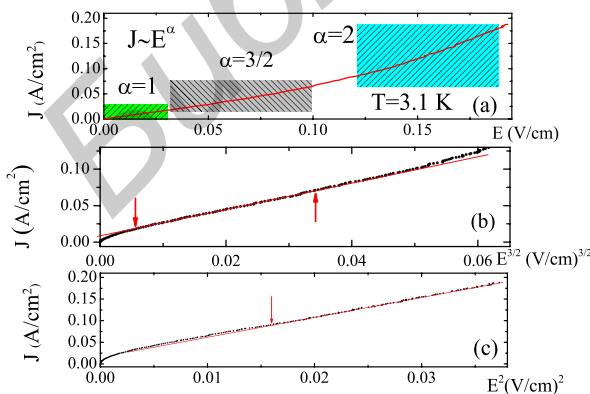 0.20
0.15
0.10
0.05
0.00
J (A/cm²)
J~E^α
α=1
α=3/2
α=2
T=3.1 K
(a)
0.00 0.05 0.10 0.15
E (V/cm)
0.10
0.05
0.00
J (A/cm²)
(b)
0.00 0.02 0.04 0.06
E^3/2 (V/cm)^3/2
0.20
0.15
0.10
0.05
0.00
J (A/cm²)
(c)
0.00 0.01 0.02 0.03
E²(V/cm)²